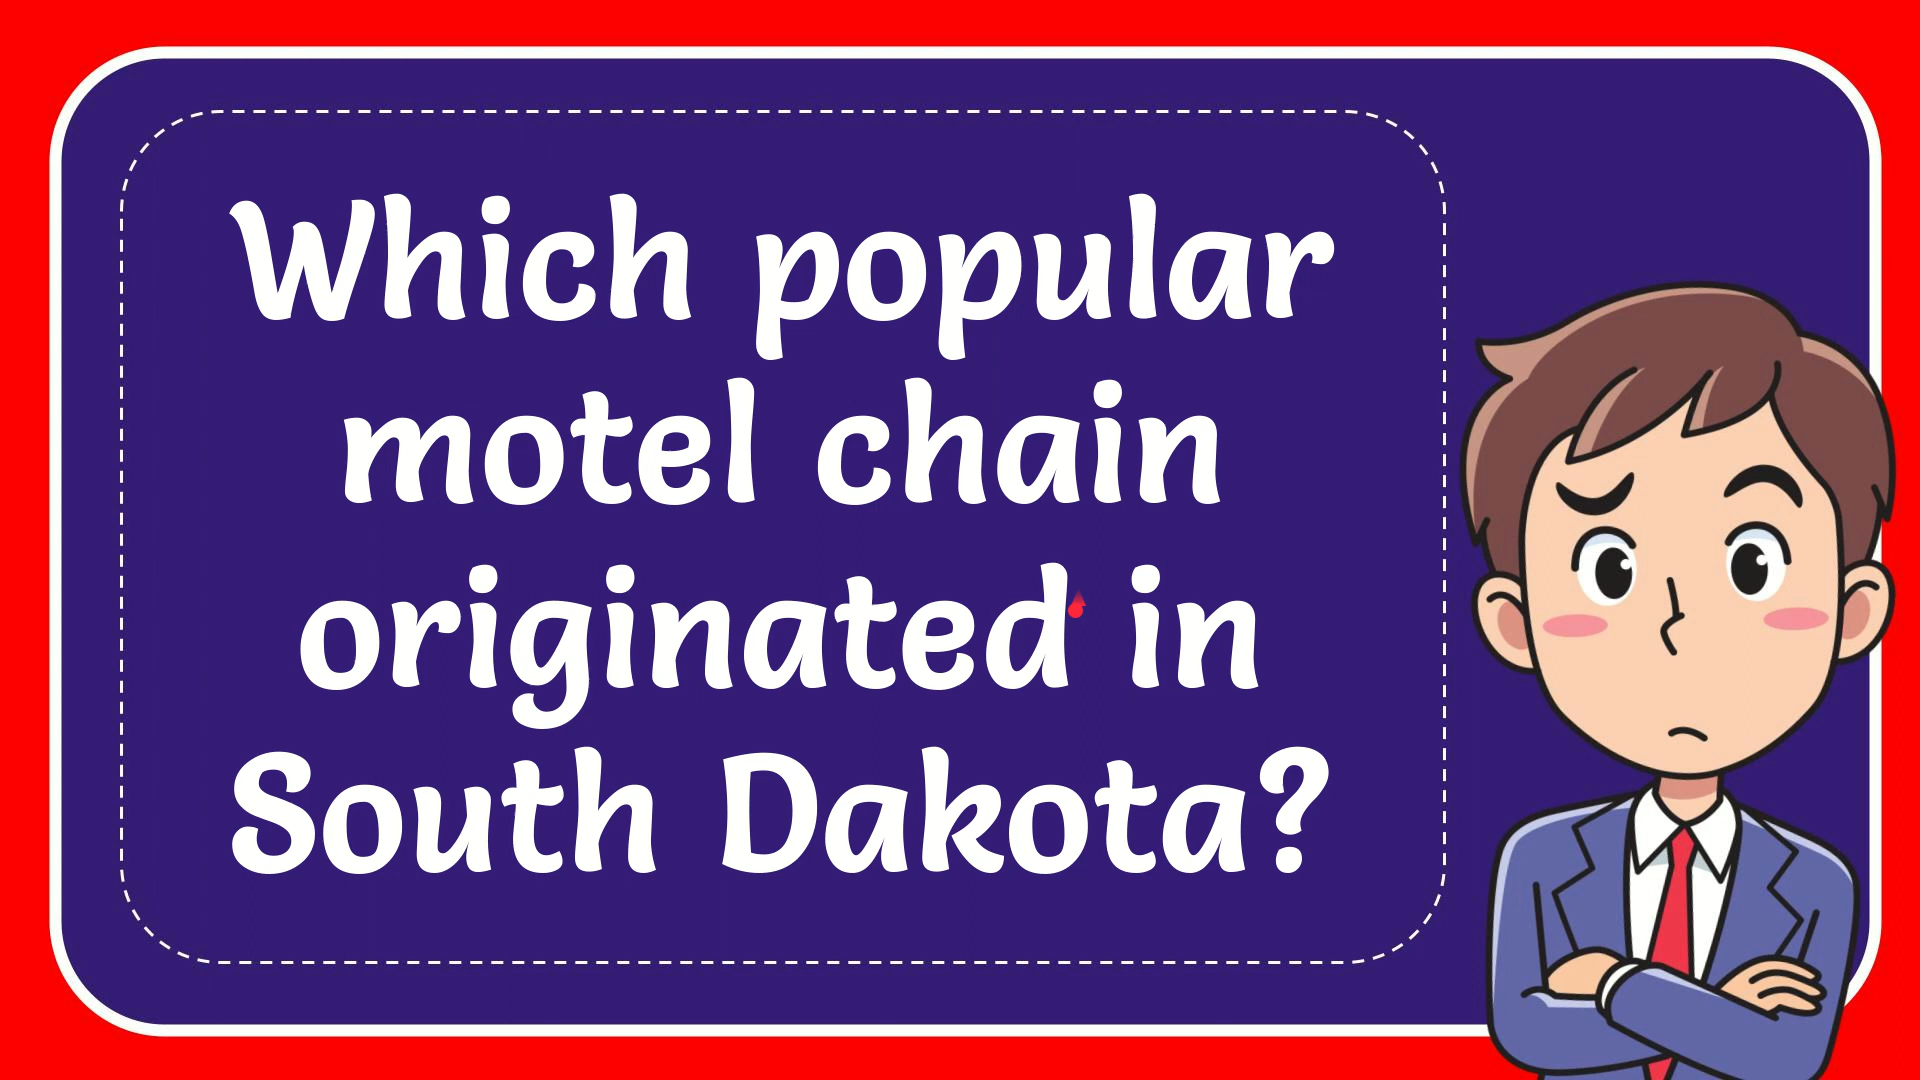 Which popular
motel chain
originated in
South Dakota?